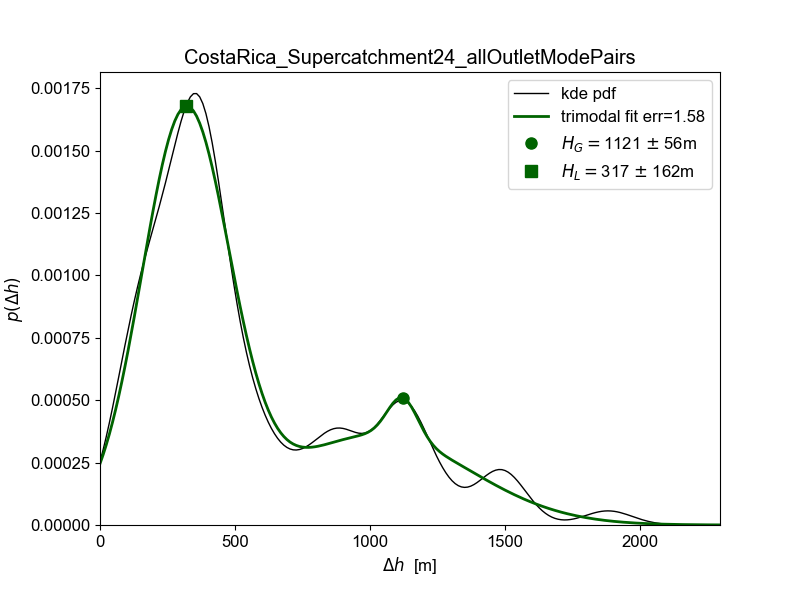 CostaRica_Supercatchment24_allOutletModePairs
kde pdf
trimodal fit err=1.58
H_G = 1121 ± 56m
H_L = 317 ± 162m
0.00175
0.00150
0.00125
0.00100
0.00075
0.00050
0.00025
0.00000
p(Δh)
0 500 1000 1500 2000
Δh [m]